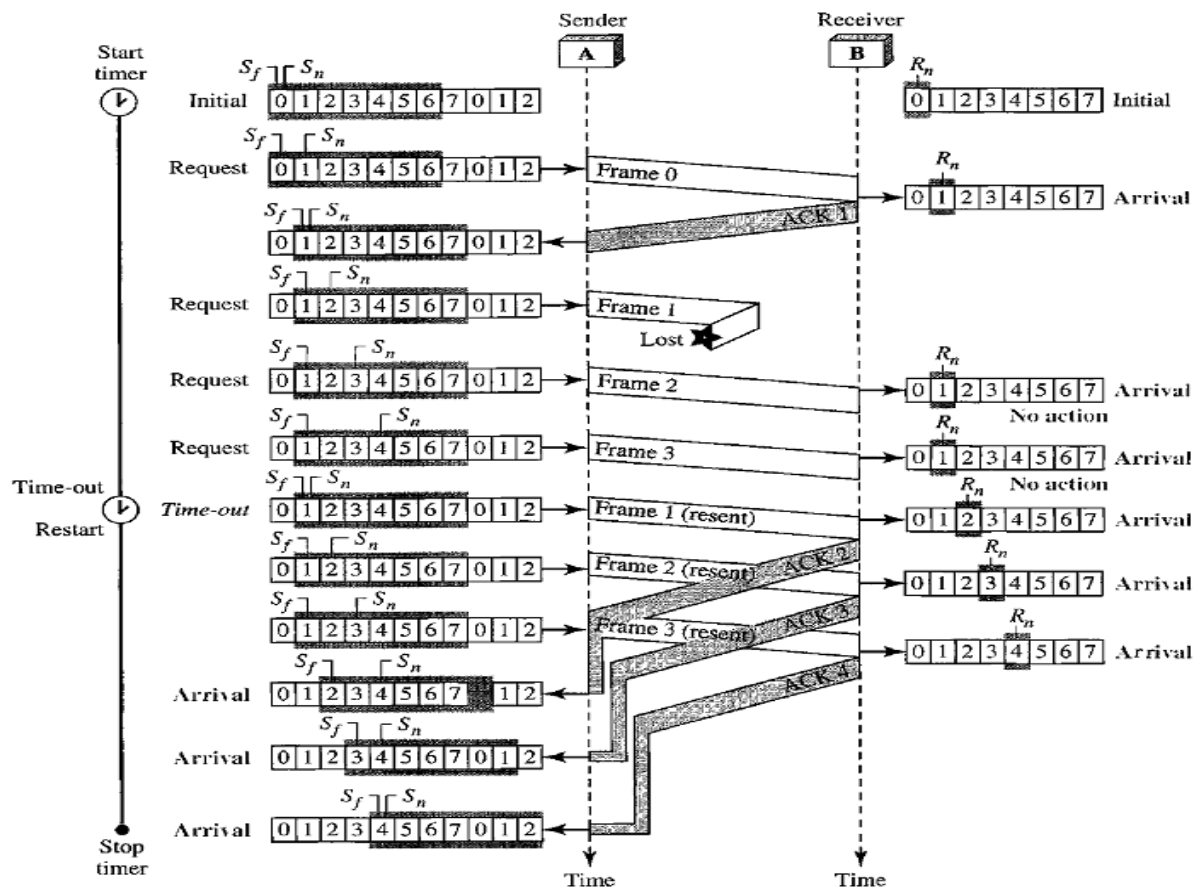 Sender Receiver
Start timer
A B
Sf Sn Rn
Initial 0 1 2 3 4 5 6 7 0 1 2 0 1 2 3 4 5 6 7 Initial
Sf Sn
Request 0 1 2 3 4 5 6 7 0 1 2 Frame 0 Rn
0 1 2 3 4 5 6 7 Arrival
Sf Sn ACK 1
0 1 2 3 4 5 6 7 0 1 2
Sf Sn
Request 0 1 2 3 4 5 6 7 0 1 2 Frame 1
Lost
Sf Sn Rn
Request 0 1 2 3 4 5 6 7 0 1 2 Frame 2 0 1 2 3 4 5 6 7 Arrival
No action
Sf Sn Rn
Request 0 1 2 3 4 5 6 7 0 1 2 Frame 3 0 1 2 3 4 5 6 7 Arrival
No action
Time-out
Restart
Sf Sn Rn
Time-out 0 1 2 3 4 5 6 7 0 1 2 Frame 1 (resent) 0 1 2 3 4 5 6 7 Arrival
Sf Sn ACK 2 Rn
0 1 2 3 4 5 6 7 0 1 2 Frame 2 (resent) 0 1 2 3 4 5 6 7 Arrival
Sf Sn ACK 3 Rn
0 1 2 3 4 5 6 7 0 1 2 Frame 3 (resent) 0 1 2 3 4 5 6 7 Arrival
Sf Sn ACK 4
Arrival 0 1 2 3 4 5 6 7 1 2
Sf Sn
Arrival 0 1 2 3 4 5 6 7 0 1 2
Sf Sn
Arrival 0 1 2 3 4 5 6 7 0 1 2
Stop timer
Time Time